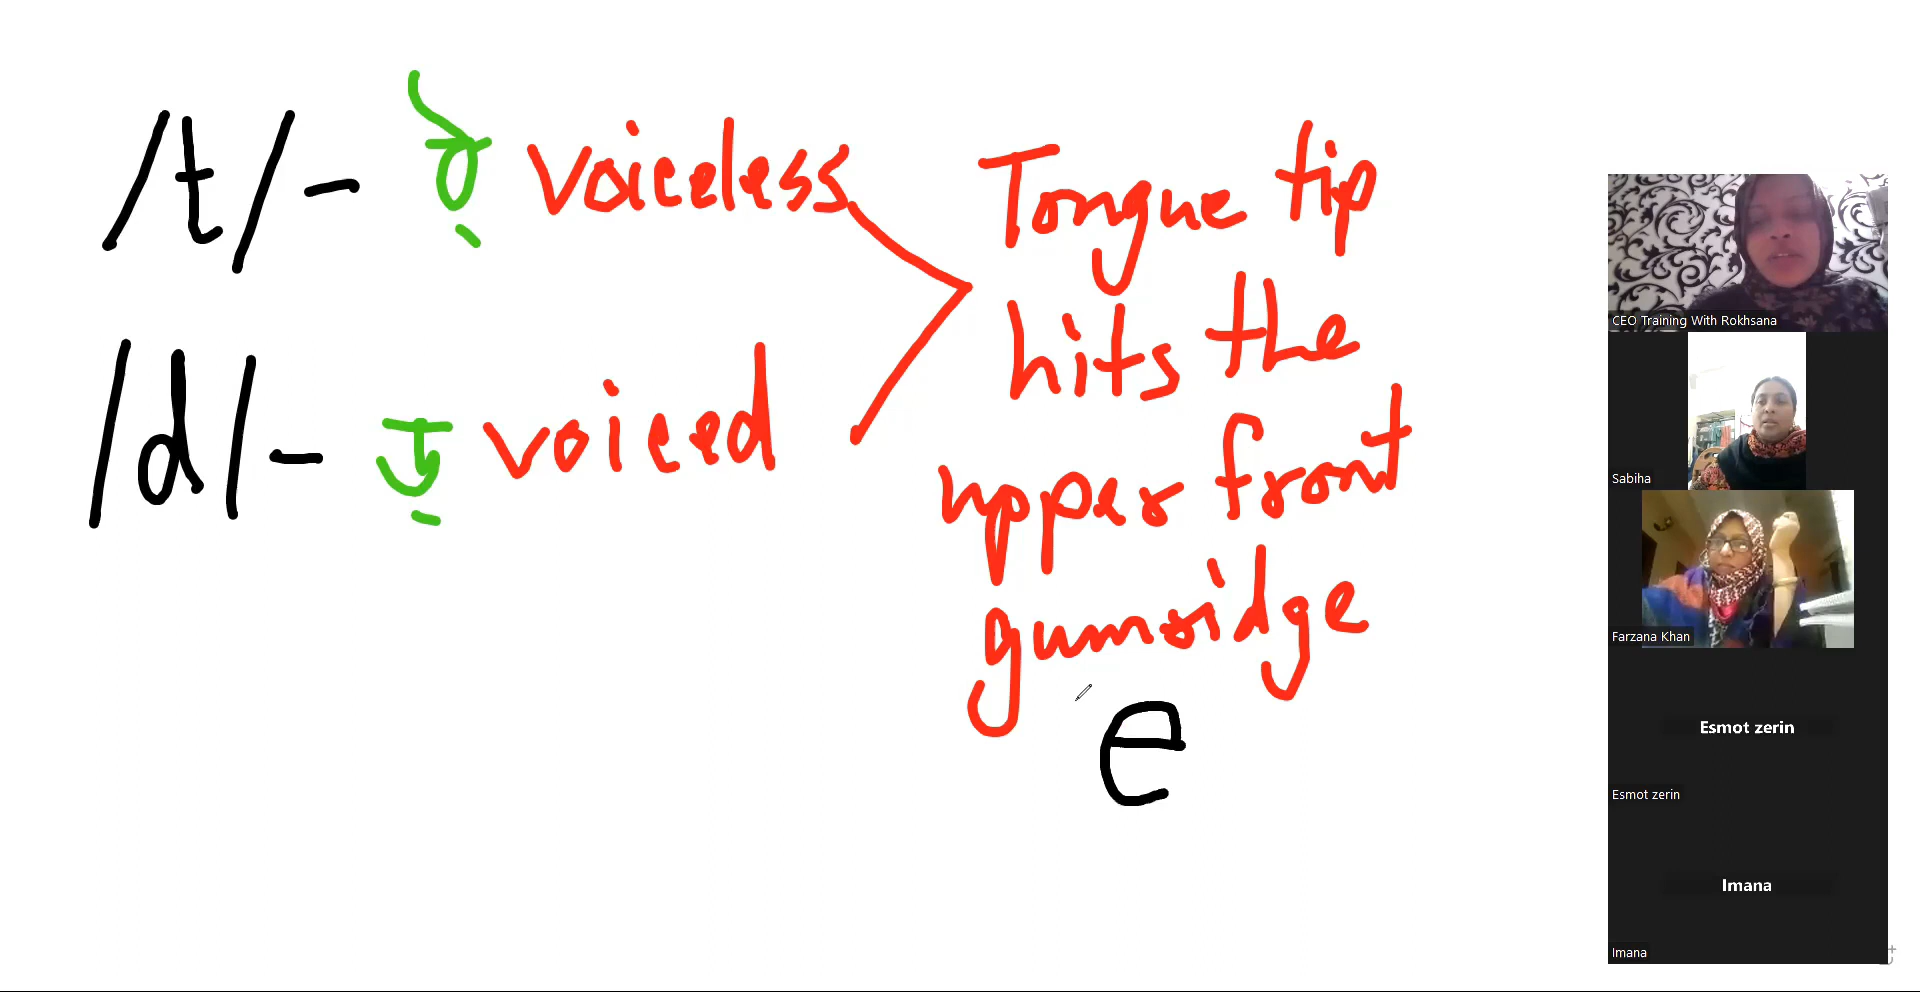 /t/ - ট় voiceless
/d/ - ড় voiced
Tongue tip
hits the
upper front
gumridge
e
CEO Training With Rokhsana
Sabiha
Farzana Khan
Esmot zerin
Esmot zerin
Imana
Imana